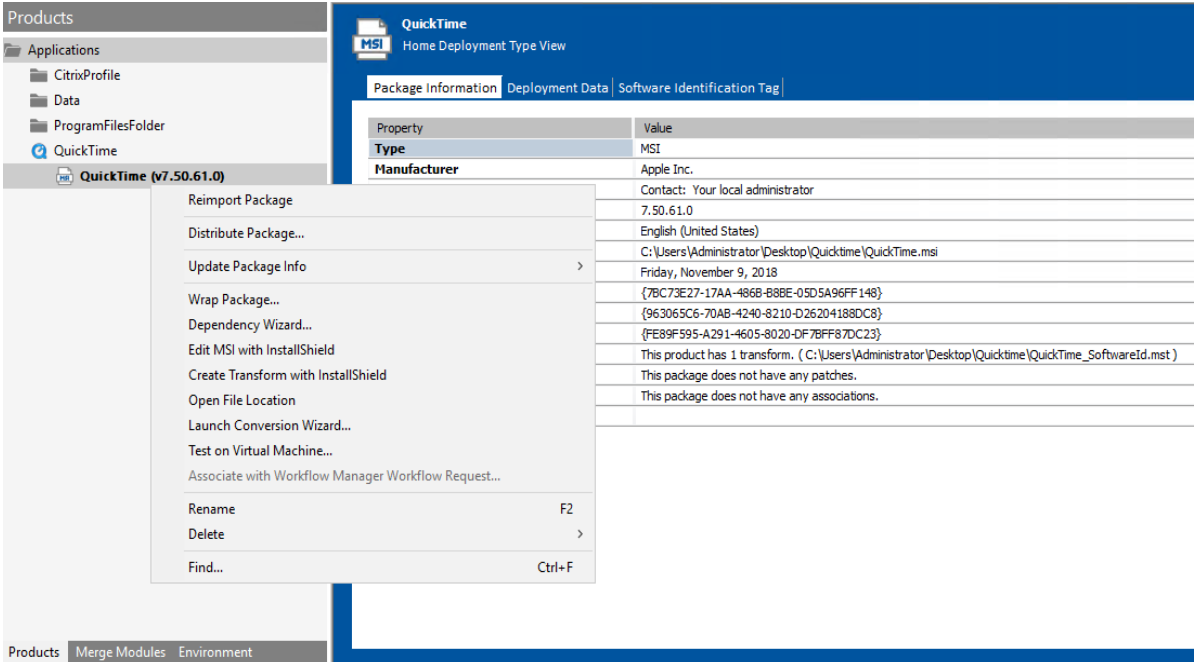 Products
Applications
CitrixProfile
Data
ProgramFilesFolder
QuickTime
QuickTime (v7.50.61.0)
Reimport Package
Distribute Package...
Update Package Info
Wrap Package...
Dependency Wizard...
Edit MSI with InstallShield
Create Transform with InstallShield
Open File Location
Launch Conversion Wizard...
Test on Virtual Machine...
Associate with Workflow Manager Workflow Request...
Rename F2
Delete
Find... Ctrl+F
Products Merge Modules Environment
MSI
QuickTime
Home Deployment Type View
Package Information Deployment Data Software Identification Tag
Property Value
Type MSI
Manufacturer Apple Inc.
Contact: Your local administrator
7.50.61.0
English (United States)
C:\Users\Administrator\Desktop\Quicktime\QuickTime.msi
Friday, November 9, 2018
{7BC73E27-17AA-486B-B8BE-05D5A96FF148}
{963065C6-70AB-4240-8210-D26204188DC8}
{FE89F595-A291-4605-8020-DF7BFF87DC23}
This product has 1 transform. ( C:\Users\Administrator\Desktop\Quicktime\QuickTime_SoftwareId.mst )
This package does not have any patches.
This package does not have any associations.